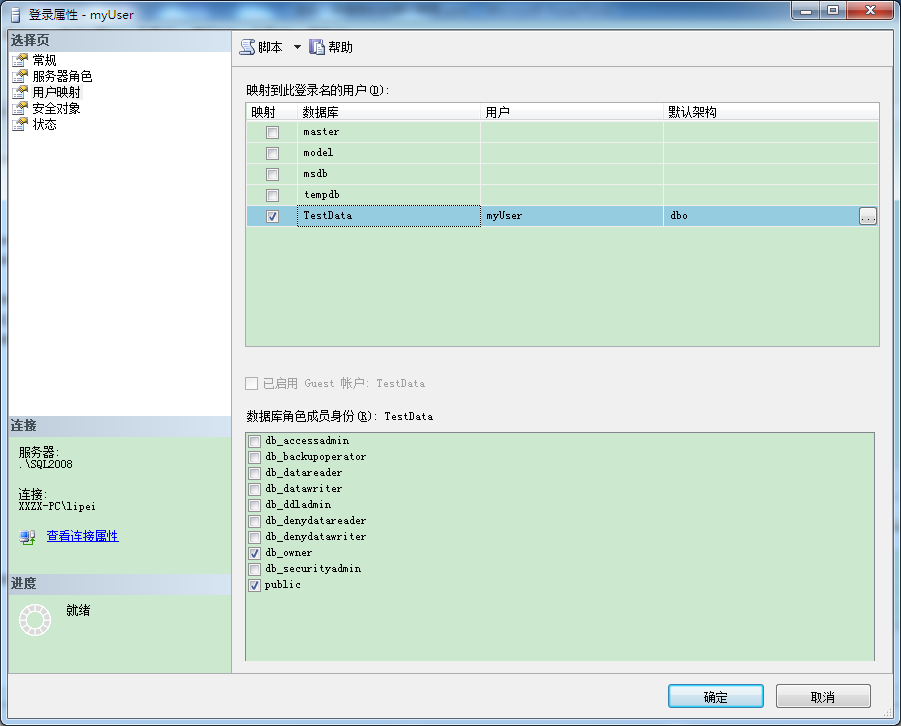 登录属性 - myUser
选择页
常规
服务器角色
用户映射
安全对象
状态
脚本 帮助
映射到此登录名的用户(D):
映射 数据库 用户 默认架构
master
model
msdb
tempdb
TestData myUser dbo ...
已启用 Guest 帐户: TestData
数据库角色成员身份(R): TestData
db_accessadmin
db_backupoperator
db_datareader
db_datawriter
db_ddladmin
db_denydatareader
db_denydatawriter
db_owner
db_securityadmin
public
连接
服务器:
.\SQL2008
连接:
XXZX-PC\lipei
查看连接属性
进度
就绪
确定 取消